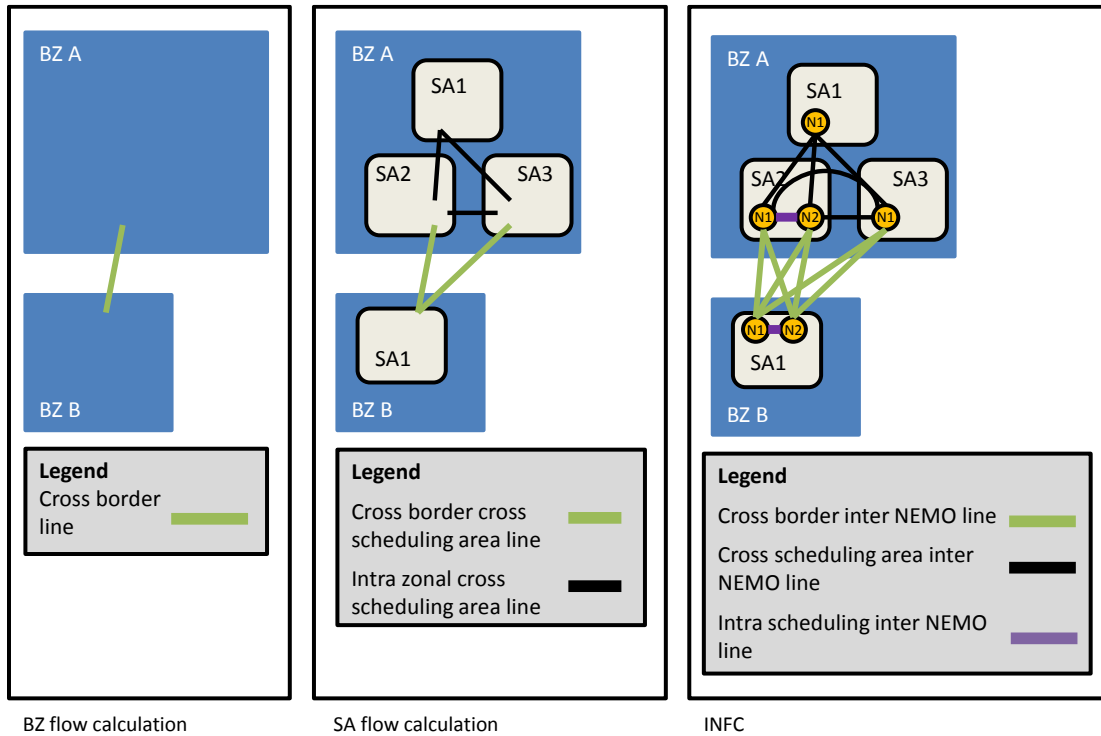 BZ A
BZ B
Legend
Cross border
line
BZ flow calculation
BZ A
SA1
SA2
SA3
SA1
BZ B
Legend
Cross border cross
scheduling area line
Intra zonal cross
scheduling area line
SA flow calculation
BZ A
SA1
N1
SA2
SA3
N1
N2
N1
N1
N2
SA1
BZ B
Legend
Cross border inter NEMO line
Cross scheduling area inter
NEMO line
Intra scheduling inter NEMO
line
INFC